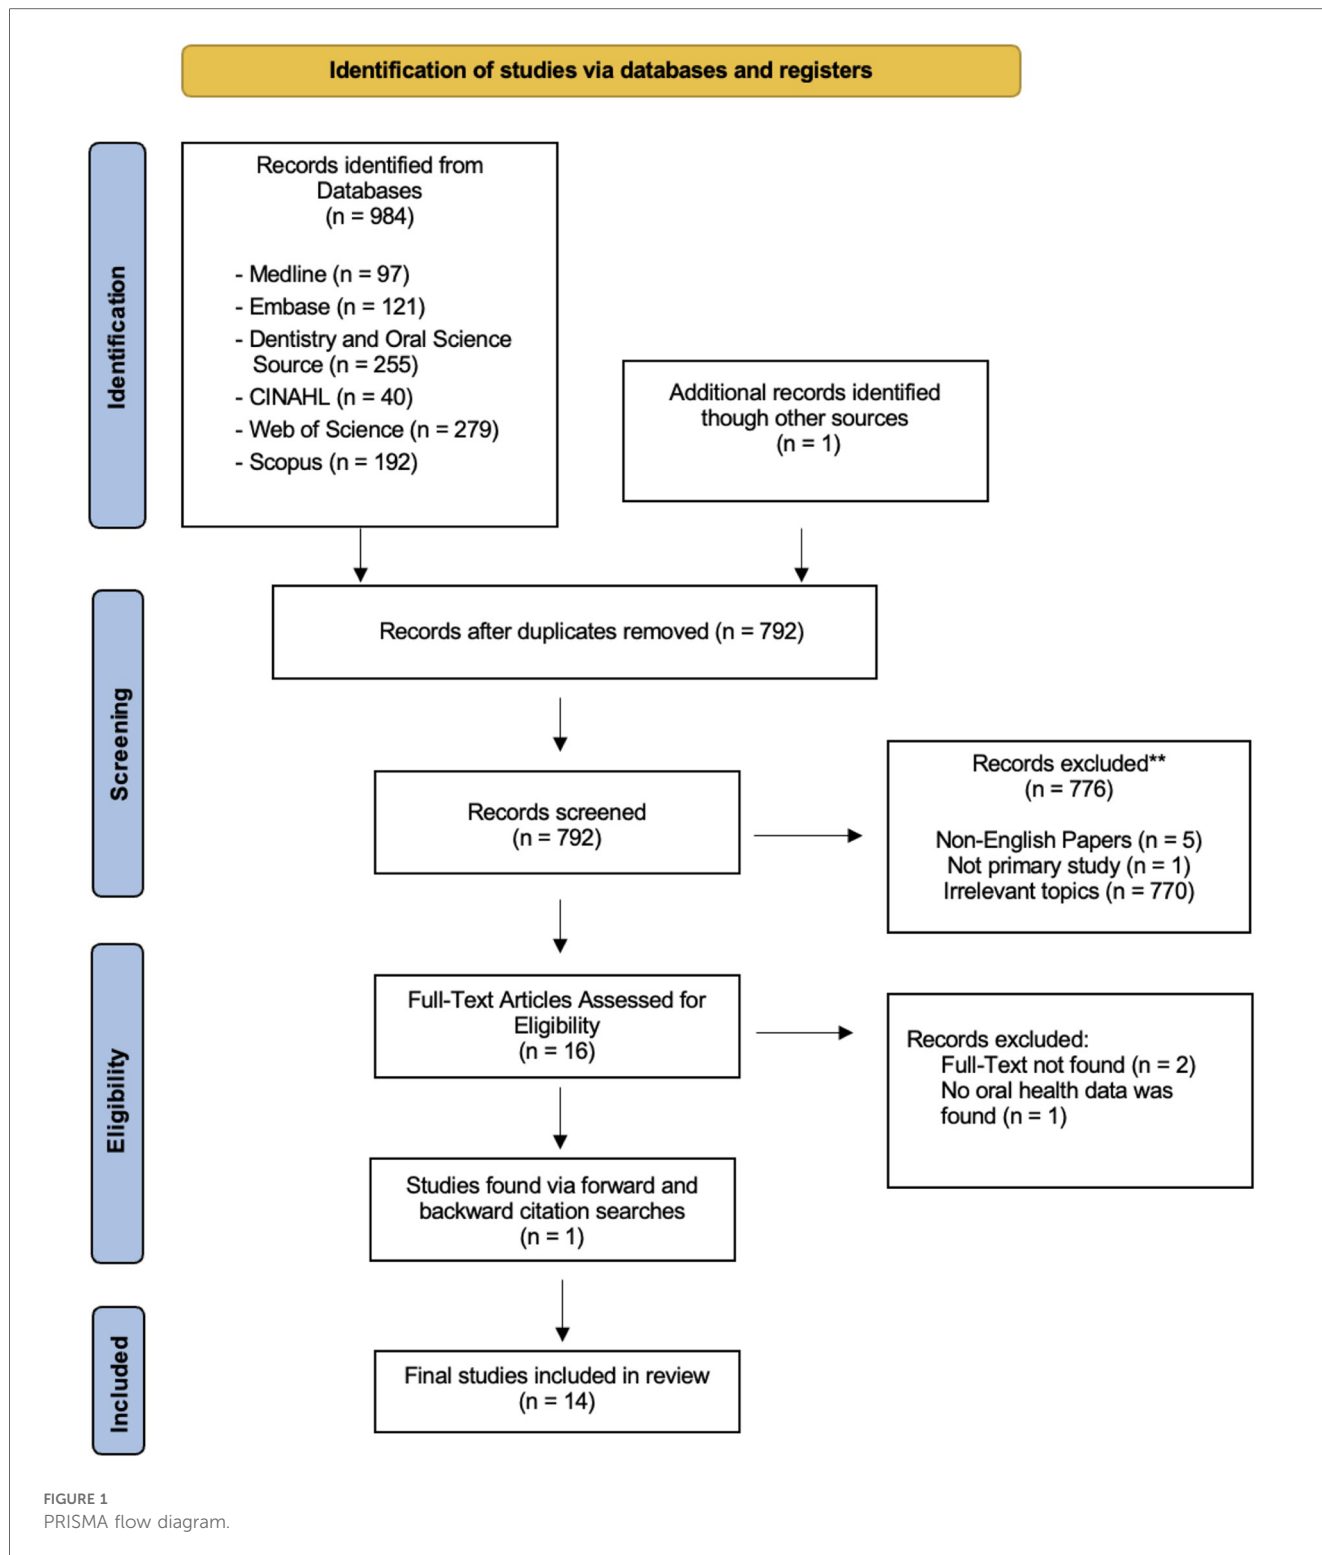 Identification of studies via databases and registers
Identification
Records identified from
Databases
(n = 984)
- Medline (n = 97)
- Embase (n = 121)
- Dentistry and Oral Science
Source (n = 255)
- CINAHL (n = 40)
- Web of Science (n = 279)
- Scopus (n = 192)
Additional records identified
though other sources
(n = 1)
Screening
Records after duplicates removed (n = 792)
Records screened
(n = 792)
Records excluded**
(n = 776)
Non-English Papers (n = 5)
Not primary study (n = 1)
Irrelevant topics (n = 770)
Eligibility
Full-Text Articles Assessed for
Eligibility
(n = 16)
Records excluded:
Full-Text not found (n = 2)
No oral health data was
found (n = 1)
Studies found via forward and
backward citation searches
(n = 1)
Included
Final studies included in review
(n = 14)
FIGURE 1
PRISMA flow diagram.